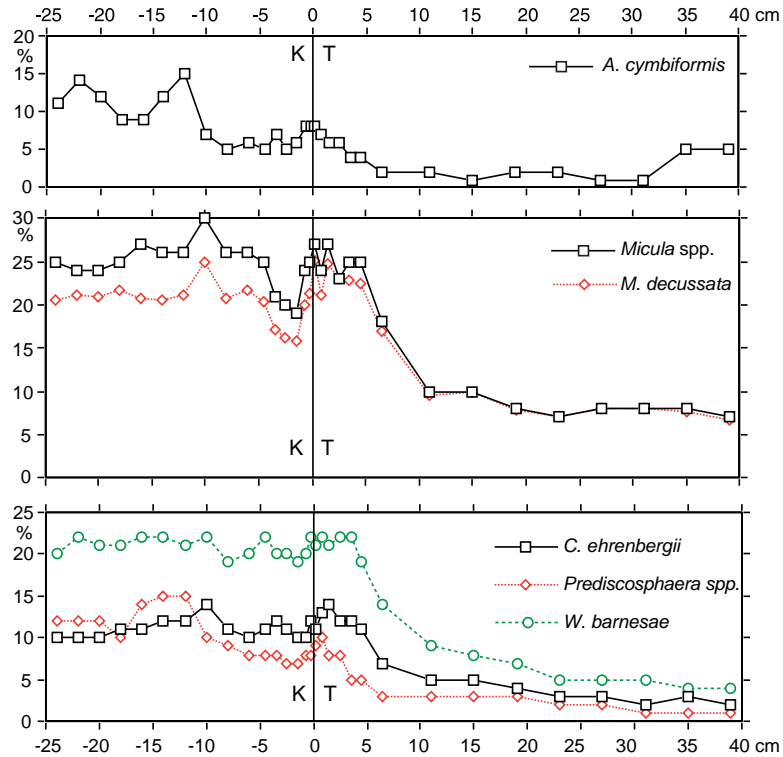 -25 -20 -15 -10 -5 0 5 10 15 20 25 30 35 40 cm
20
%
15
10
5
0
K T
A. cymbiformis
30
%
25
20
15
10
5
0
K T
Micula spp.
M. decussata
25
%
20
15
10
5
0
K T
C. ehrenbergii
Prediscosphaera spp.
W. barnesae
-25 -20 -15 -10 -5 0 5 10 15 20 25 30 35 40 cm